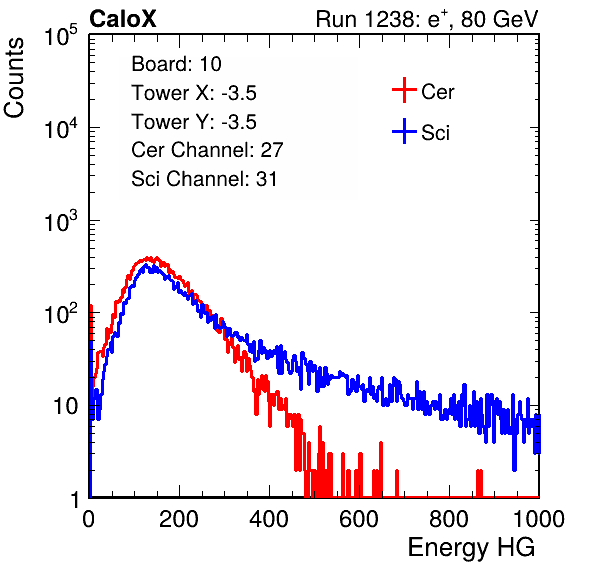 CaloX Run 1238: e⁺, 80 GeV
Counts
10⁵
10⁴
10³
10²
10
1
Board: 10
Tower X: -3.5
Tower Y: -3.5
Cer Channel: 27
Sci Channel: 31
Cer
Sci
0 200 400 600 800 1000
Energy HG